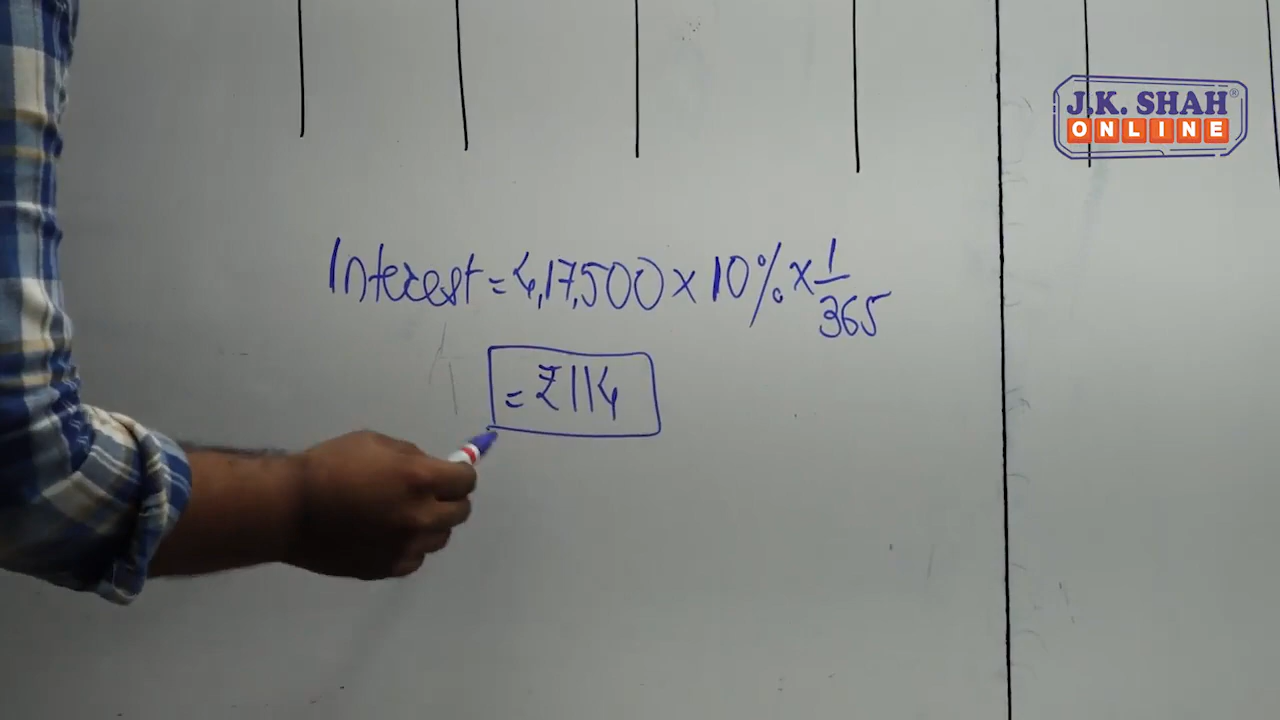 J.K. SHAH®
ONLINE
Interest = 4,17,500 × 10% × 1/365
= ₹114